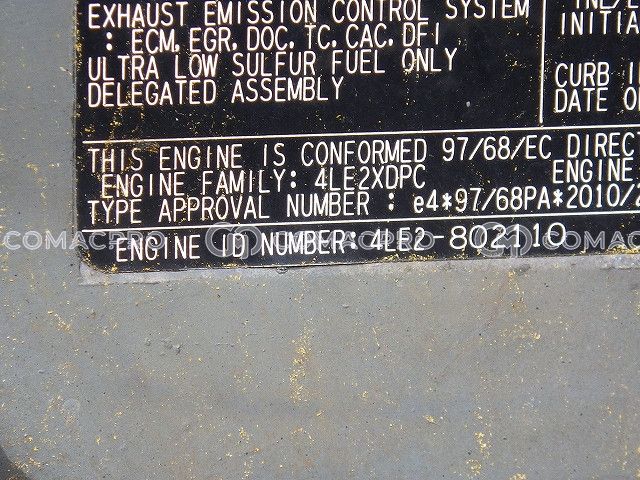 EXHAUST EMISSION CONTROL SYSTEM
: ECM, EGR, DOC, TC, CAC, DFI
ULTRA LOW SULFUR FUEL ONLY
DELEGATED ASSEMBLY
INITIA
CURB I
DATE O
THIS ENGINE IS CONFORMED 97/68/EC DIREC
ENGINE FAMILY: 4LE2XDPC ENGINE
TYPE APPROVAL NUMBER : e4*97/68PA*2010/2
ENGINE ID NUMBER: 4LE2-802110
COMACPRO COMACPRO COMACPRO